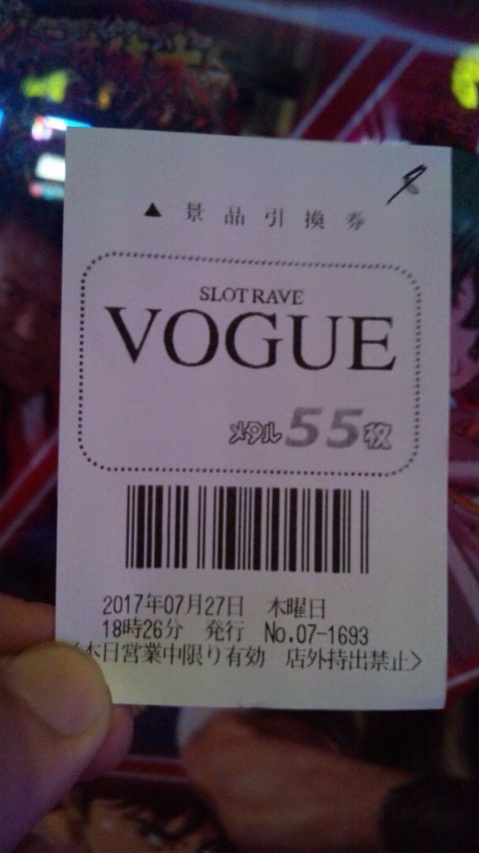 ▲ 景品引換券
SLOTRAVE
VOGUE
メダル 55枚
2017年07月27日 木曜日
18時26分 発行 No.07-1693
<本日営業中限り有効 店外持出禁止>